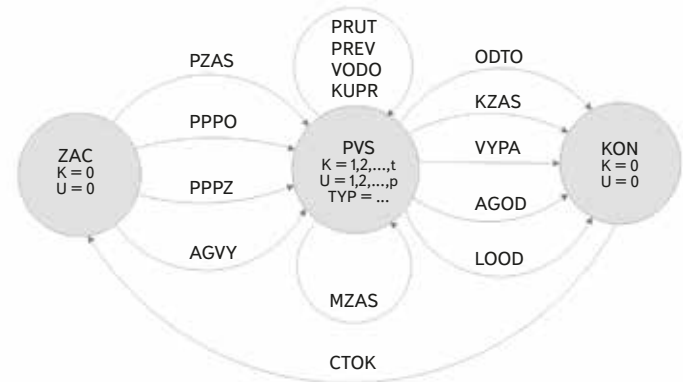 PRUT
PREV
VODO
KUPR
PZAS
PPPO
PPPZ
AGVY
ZAC
K = 0
U = 0
PVS
K = 1,2,...,t
U = 1,2,...,p
TYP = ...
MZAS
ODTO
KZAS
VYPA
AGOD
LOOD
KON
K = 0
U = 0
CTOK